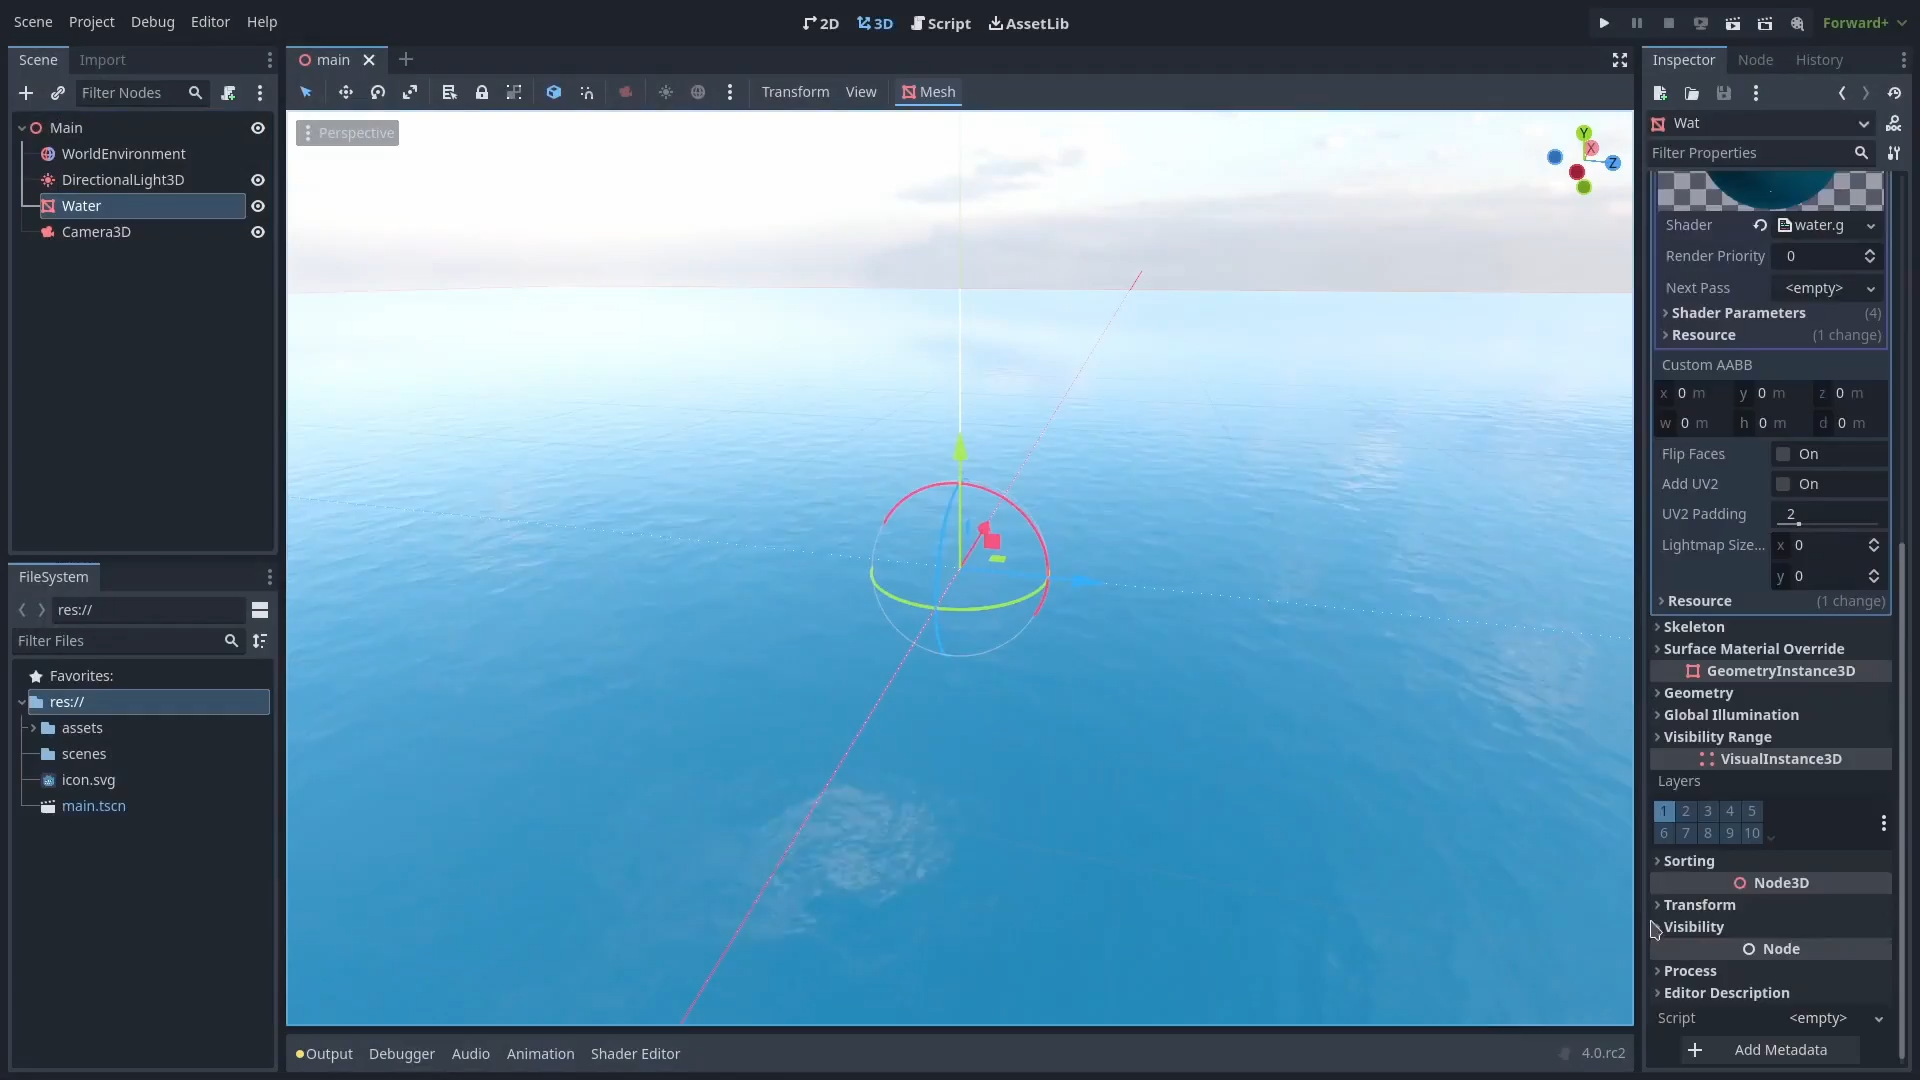 Scene Project Debug Editor Help
2D 3D Script AssetLib
Forward+
Scene Import
Filter Nodes
Main
WorldEnvironment
DirectionalLight3D
Water
Camera3D
FileSystem
res://
Filter Files
Favorites:
res://
assets
scenes
icon.svg
main.tscn
main
Transform View Mesh
Perspective
Y
X
Z
Output Debugger Audio Animation Shader Editor 4.0.rc2
Inspector Node History
Wat
Filter Properties
Shader water.g
Render Priority 0
Next Pass <empty>
Shader Parameters (4)
Resource (1 change)
Custom AABB
x 0 m y 0 m z 0 m
w 0 m h 0 m d 0 m
Flip Faces On
Add UV2 On
UV2 Padding 2
Lightmap Size... x 0
y 0
Resource (1 change)
Skeleton
Surface Material Override
GeometryInstance3D
Geometry
Global Illumination
Visibility Range
VisualInstance3D
Layers
1 2 3 4 5
6 7 8 9 10
Sorting
Node3D
Transform
Visibility
Node
Process
Editor Description
Script <empty>
Add Metadata